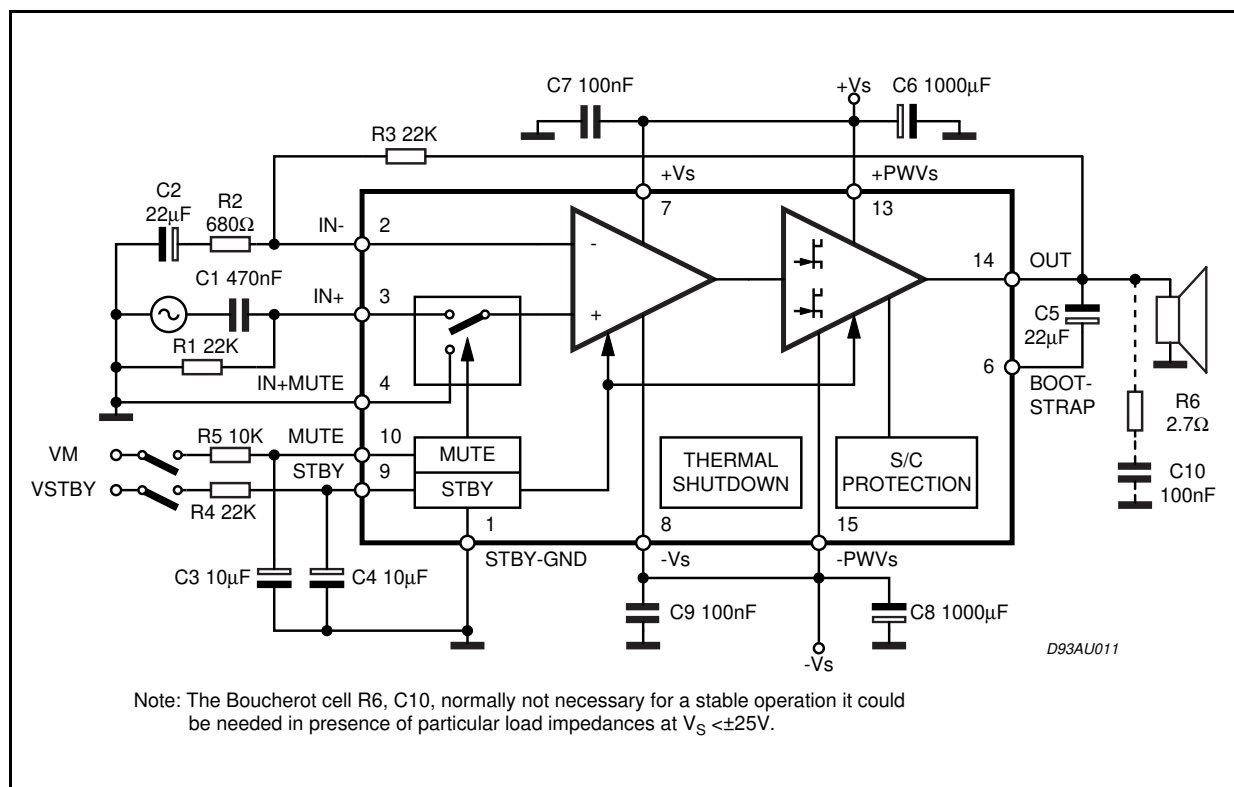 C7 100nF
+Vs
C6 1000µF
R3 22K
+Vs
+PWVs
C2
22µF
R2
680Ω
IN-
2
7
13
C1 470nF
IN+
3
-
+
14
OUT
R1 22K
IN+MUTE
4
C5
22µF
6
BOOT-
STRAP
R6
2.7Ω
VM
R5 10K
MUTE
10
MUTE
THERMAL
SHUTDOWN
S/C
PROTECTION
C10
100nF
VSTBY
R4 22K
STBY
9
STBY
1
8
15
STBY-GND
-Vs
-PWVs
C3 10µF
C4 10µF
C9 100nF
C8 1000µF
-Vs
D93AU011
Note: The Boucherot cell R6, C10, normally not necessary for a stable operation it could
be needed in presence of particular load impedances at VS <±25V.